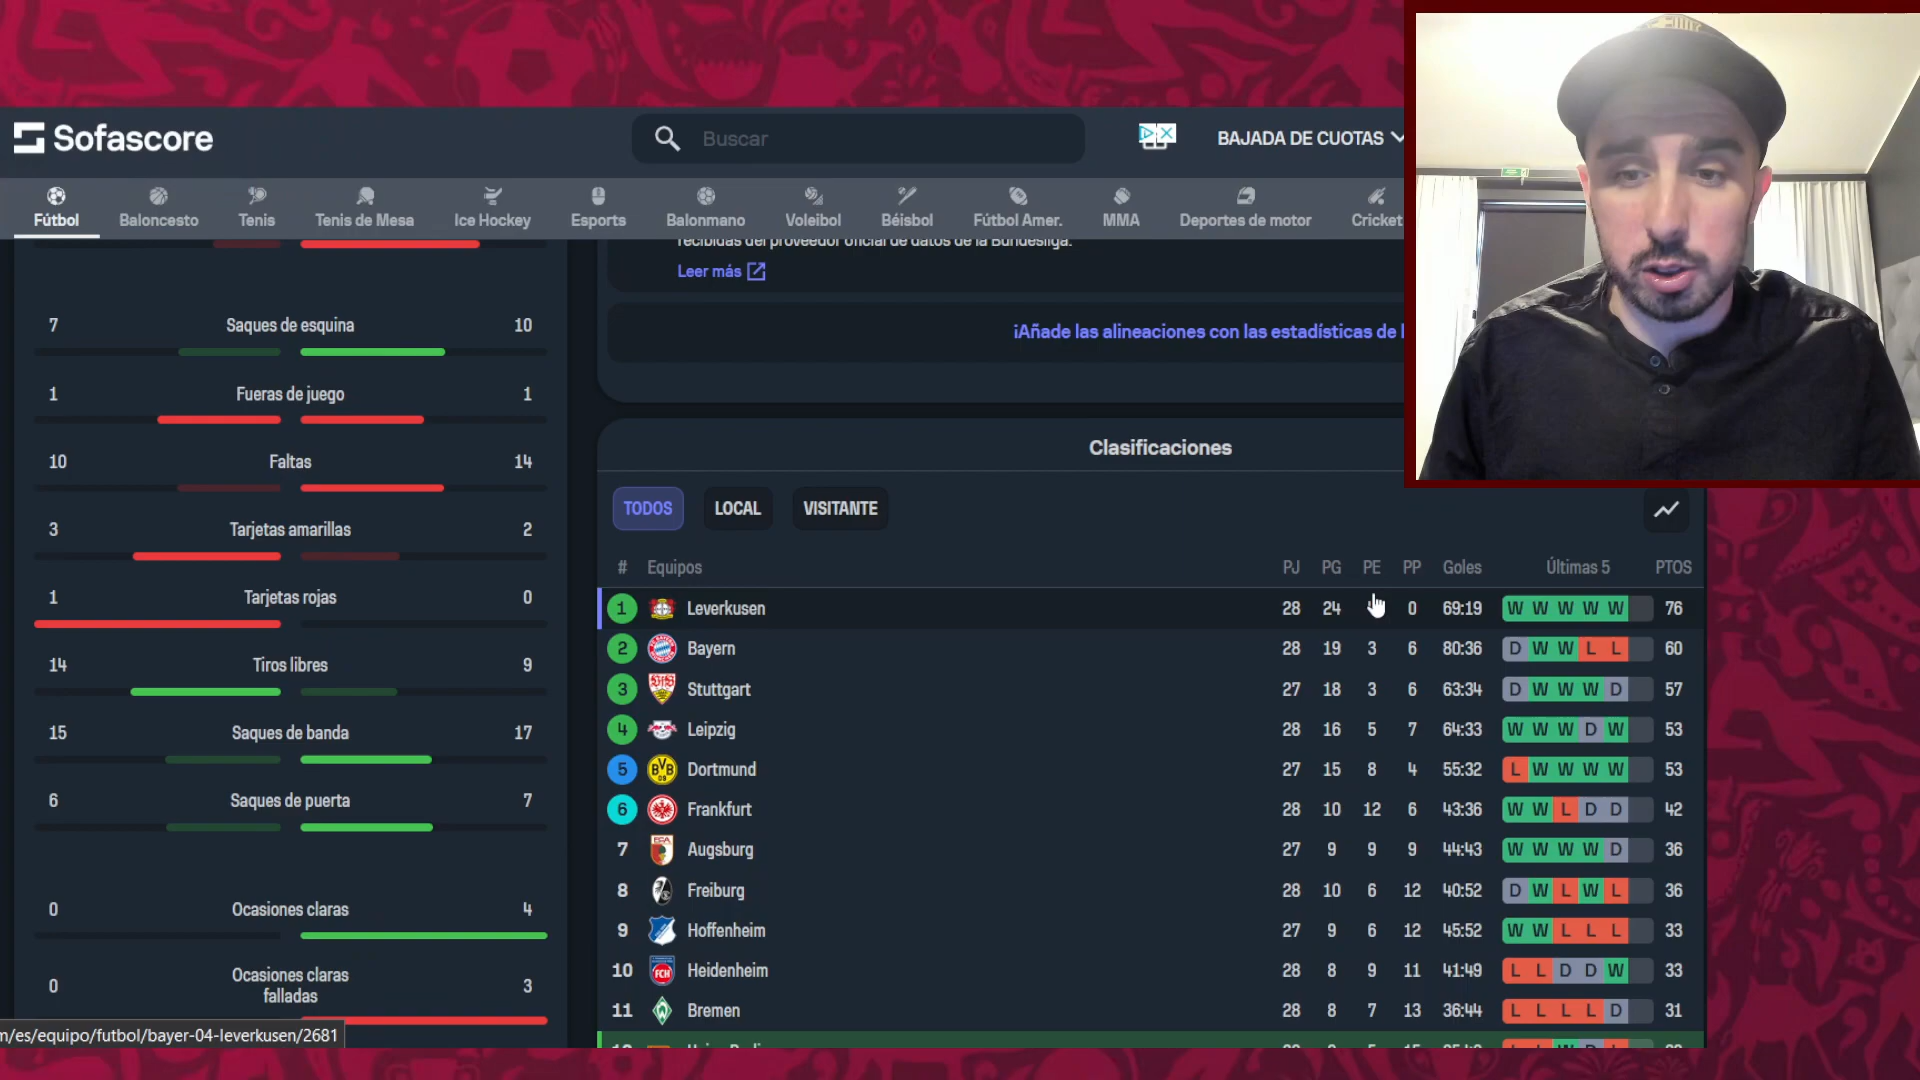 Sofascore
Buscar
BAJADA DE CUOTAS
Fútbol
Baloncesto
Tenis
Tenis de Mesa
Ice Hockey
Esports
Balonmano
Voleibol
Béisbol
Fútbol Amer.
MMA
Deportes de motor
Cricket
7 Saques de esquina 10
1 Fueras de juego 1
10 Faltas 14
3 Tarjetas amarillas 2
1 Tarjetas rojas 0
14 Tiros libres 9
15 Saques de banda 17
6 Saques de puerta 7
0 Ocasiones claras 4
0 Ocasiones claras falladas 3
m/es/equipo/futbol/bayer-04-leverkusen/2681
recibidas del proveedor oficial de datos de la Bundesliga.
Leer más
¡Añade las alineaciones con las estadísticas de
Clasificaciones
TODOS LOCAL VISITANTE
# Equipos PJ PG PE PP Goles Últimas 5 PTOS
1 Leverkusen 28 24 0 69:19 W W W W W 76
2 Bayern 28 19 3 6 80:36 D W W L L 60
3 Stuttgart 27 18 3 6 63:34 D W W W D 57
4 Leipzig 28 16 5 7 64:33 W W W D W 53
5 Dortmund 27 15 8 4 55:32 L W W W W 53
6 Frankfurt 28 10 12 6 43:36 W W L D D 42
7 Augsburg 27 9 9 9 44:43 W W W W D 36
8 Freiburg 28 10 6 12 40:52 D W L W L 36
9 Hoffenheim 27 9 6 12 45:52 W W L L L 33
10 Heidenheim 28 8 9 11 41:49 L L D D W 33
11 Bremen 28 8 7 13 36:44 L L L L D 31